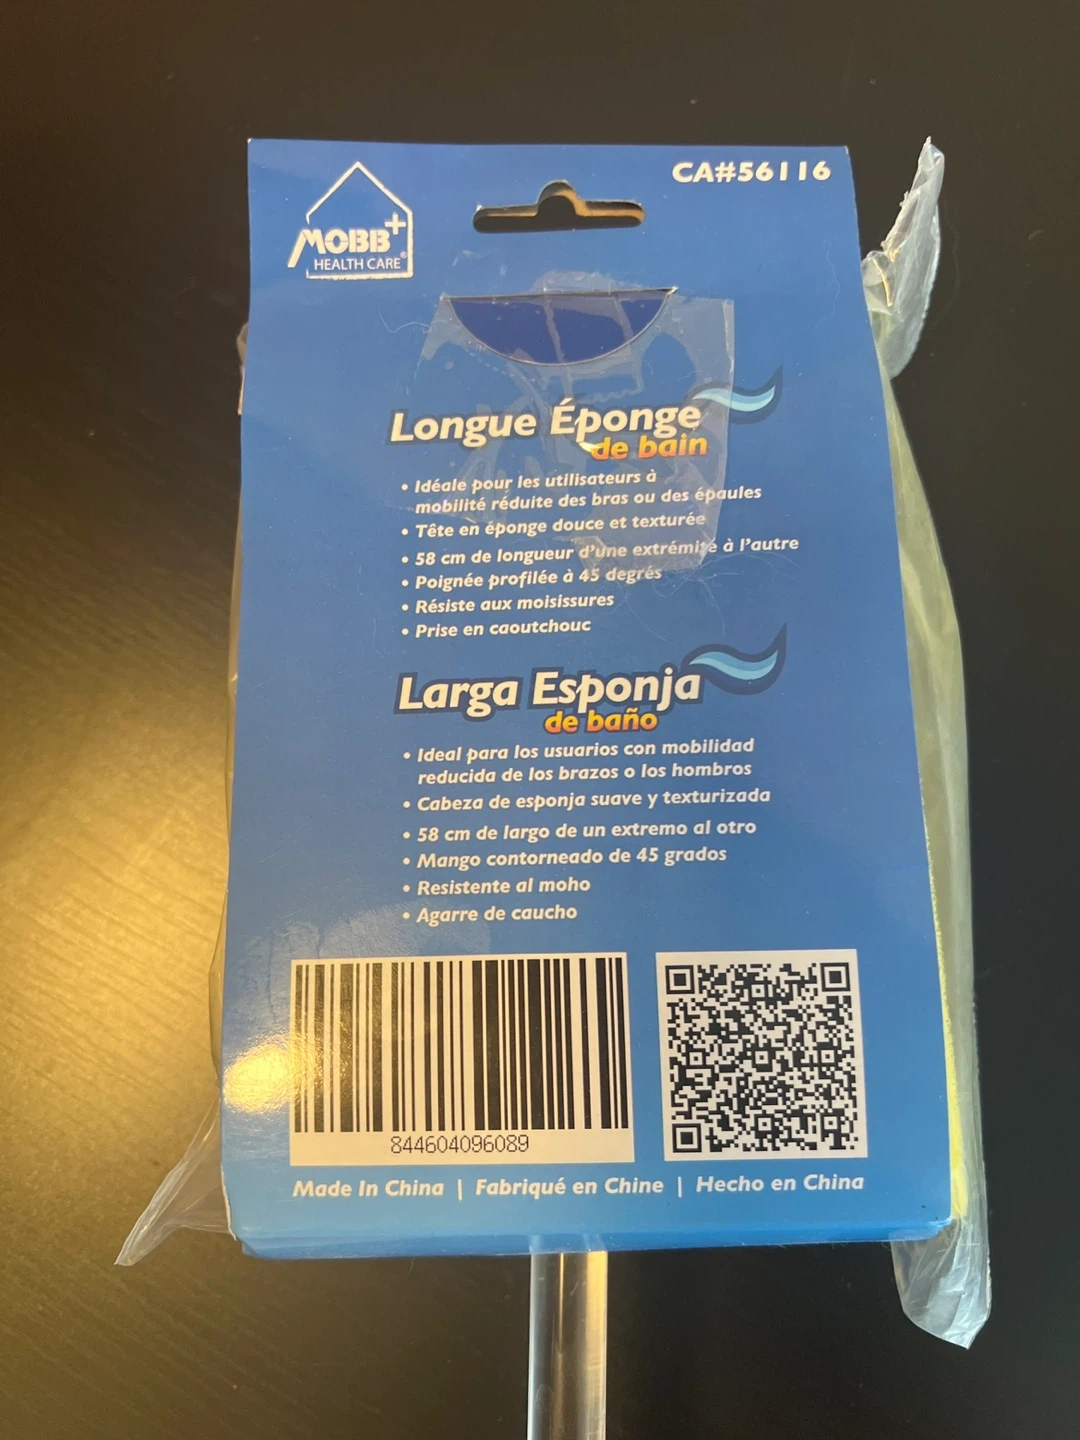 MOBB+
HEALTH CARE®
CA#56116
Longue Éponge
de bain
• Idéale pour les utilisateurs à
mobilité réduite des bras ou des épaules
• Tête en éponge douce et texturée
• 58 cm de longueur d'une extrémité à l'autre
• Poignée profilée à 45 degrés
• Résiste aux moisissures
• Prise en caoutchouc
Larga Esponja
de baño
• Ideal para los usuarios con mobilidad
reducida de los brazos o los hombros
• Cabeza de esponja suave y texturizada
• 58 cm de largo de un extremo al otro
• Mango contorneado de 45 grados
• Resistente al moho
• Agarre de caucho
844604096089
Made In China | Fabriqué en Chine | Hecho en China